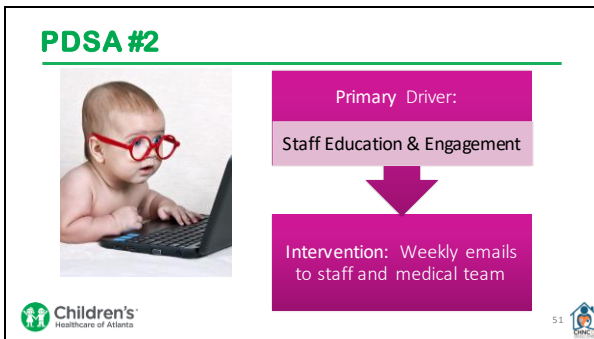 PDSA #2
Primary Driver:
Staff Education & Engagement
Intervention: Weekly emails
to staff and medical team
Children's
Healthcare of Atlanta
51
CHNC